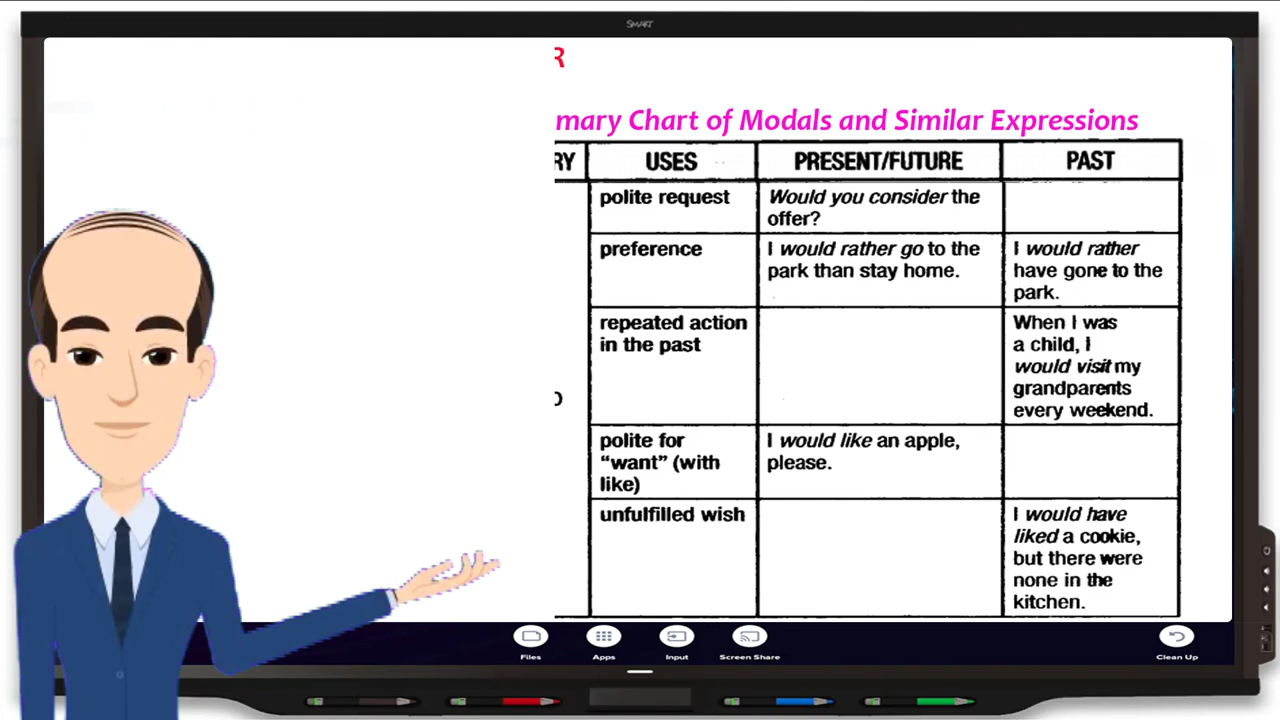 SMART
R
mary Chart of Modals and Similar Expressions
RY USES PRESENT/FUTURE PAST
polite request
Would you consider the
offer?
preference
I would rather go to the
park than stay home.
I would rather
have gone to the
park.
repeated action
in the past
When I was
a child, I
would visit my
grandparents
every weekend.
polite for
"want" (with
like)
I would like an apple,
please.
unfulfilled wish
I would have
liked a cookie,
but there were
none in the
kitchen.
Files Apps Input Screen Share Clean Up